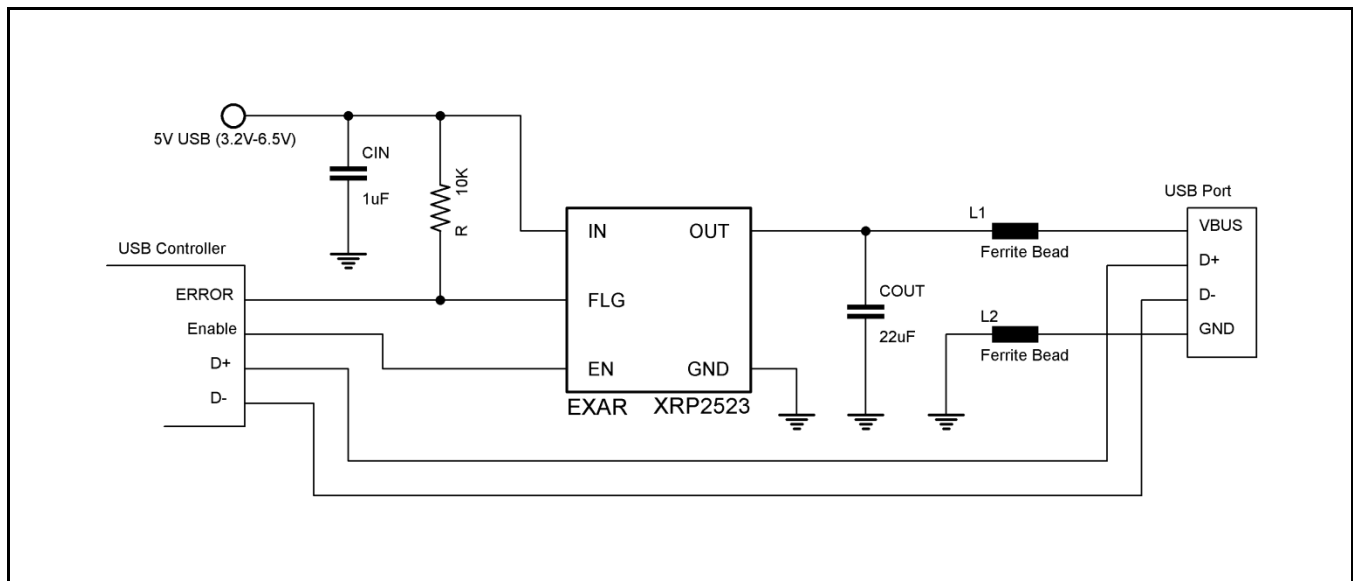 5V USB (3.2V-6.5V)
CIN
1uF
10K
R
USB Controller
ERROR
Enable
D+
D-
IN
OUT
FLG
EN
GND
EXAR XRP2523
COUT
22uF
L1
Ferrite Bead
L2
Ferrite Bead
USB Port
VBUS
D+
D-
GND